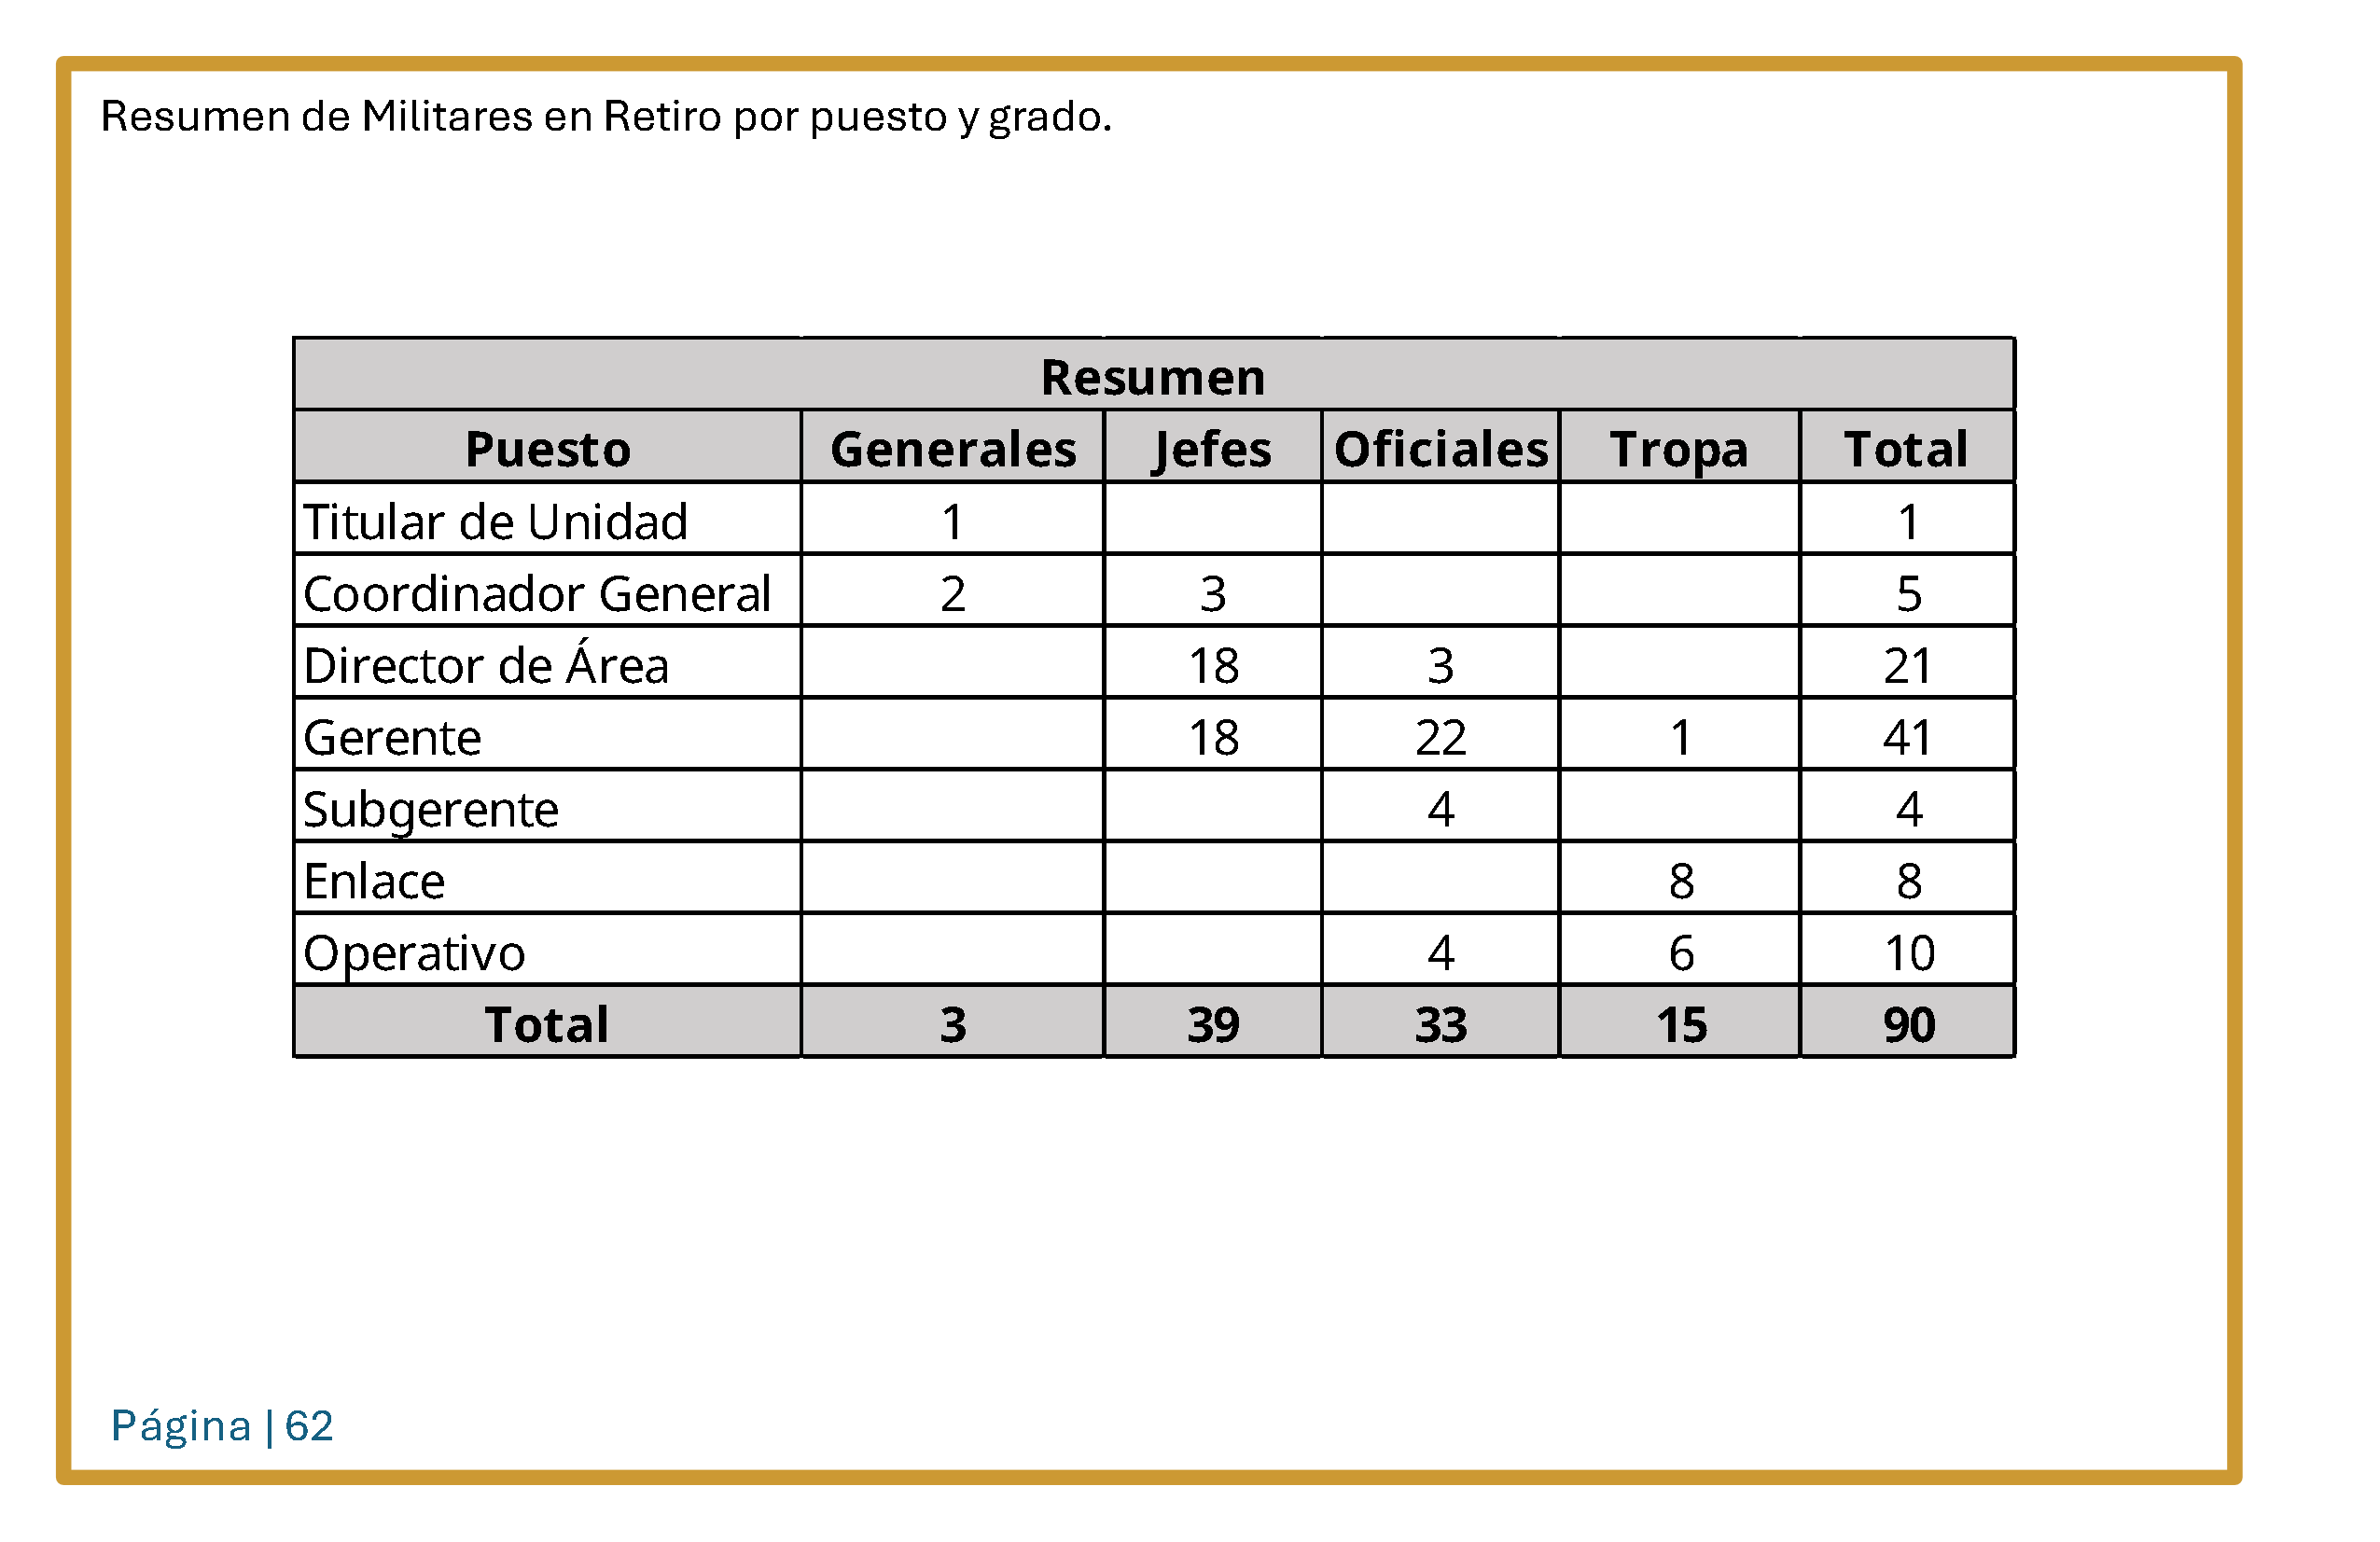 Resumen de Militares en Retiro por puesto y grado.
Resumen
Puesto Generales Jefes Oficiales Tropa Total
Titular de Unidad 1 1
Coordinador General 2 3 5
Director de Área 18 3 21
Gerente 18 22 1 41
Subgerente 4 4
Enlace 8 8
Operativo 4 6 10
Total 3 39 33 15 90
Página | 62